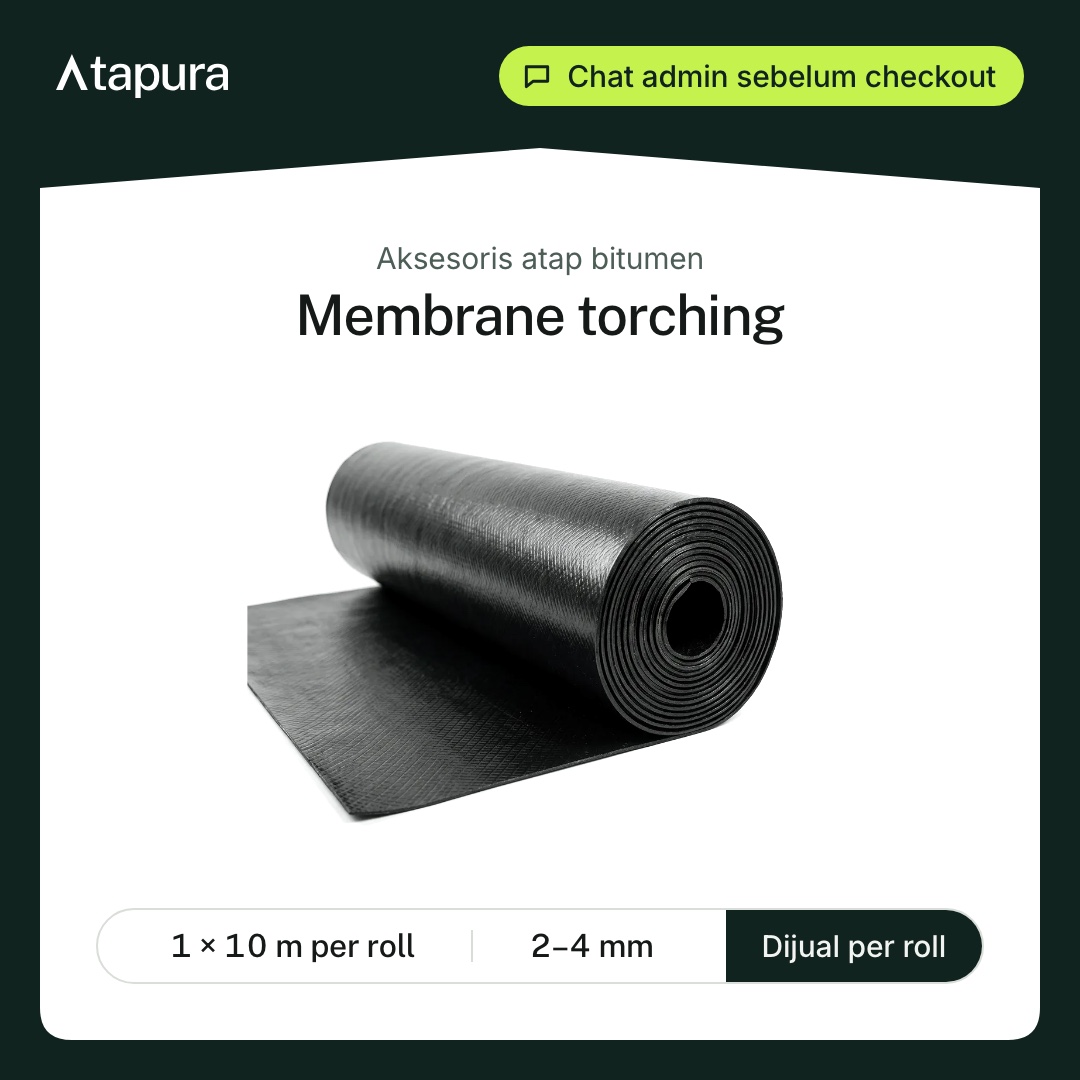 Atapura
Chat admin sebelum checkout
Aksesoris atap bitumen
Membrane torching
1 × 10 m per roll
2–4 mm
Dijual per roll